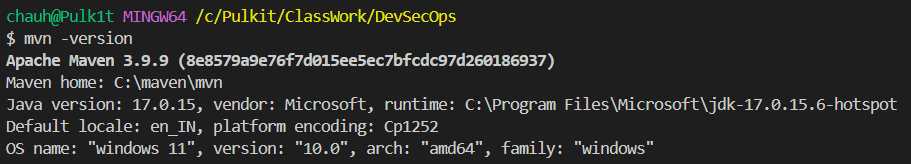 chauh@Pulk1t MINGW64 /c/Pulkit/ClassWork/DevSecOps
$ mvn -version
Apache Maven 3.9.9 (8e8579a9e76f7d015ee5ec7bfcdc97d260186937)
Maven home: C:\maven\mvn
Java version: 17.0.15, vendor: Microsoft, runtime: C:\Program Files\Microsoft\jdk-17.0.15.6-hotspot
Default locale: en_IN, platform encoding: Cp1252
OS name: "windows 11", version: "10.0", arch: "amd64", family: "windows"